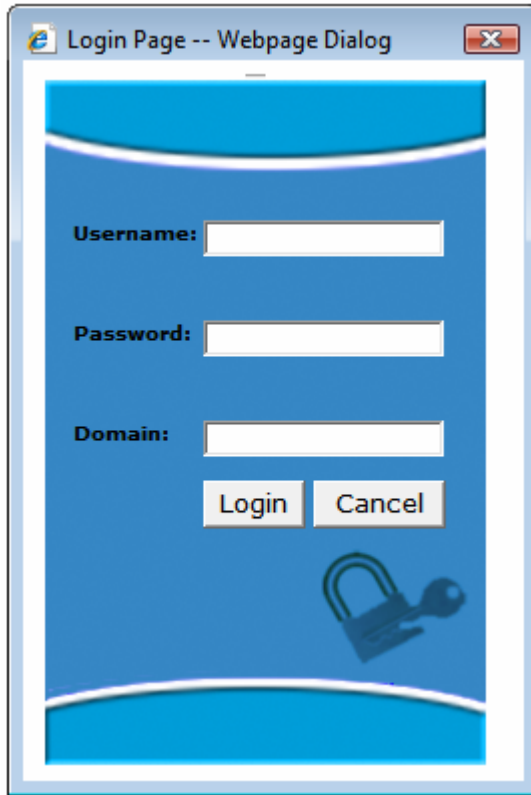 Login Page -- Webpage Dialog
Username:
Password:
Domain:
Login Cancel